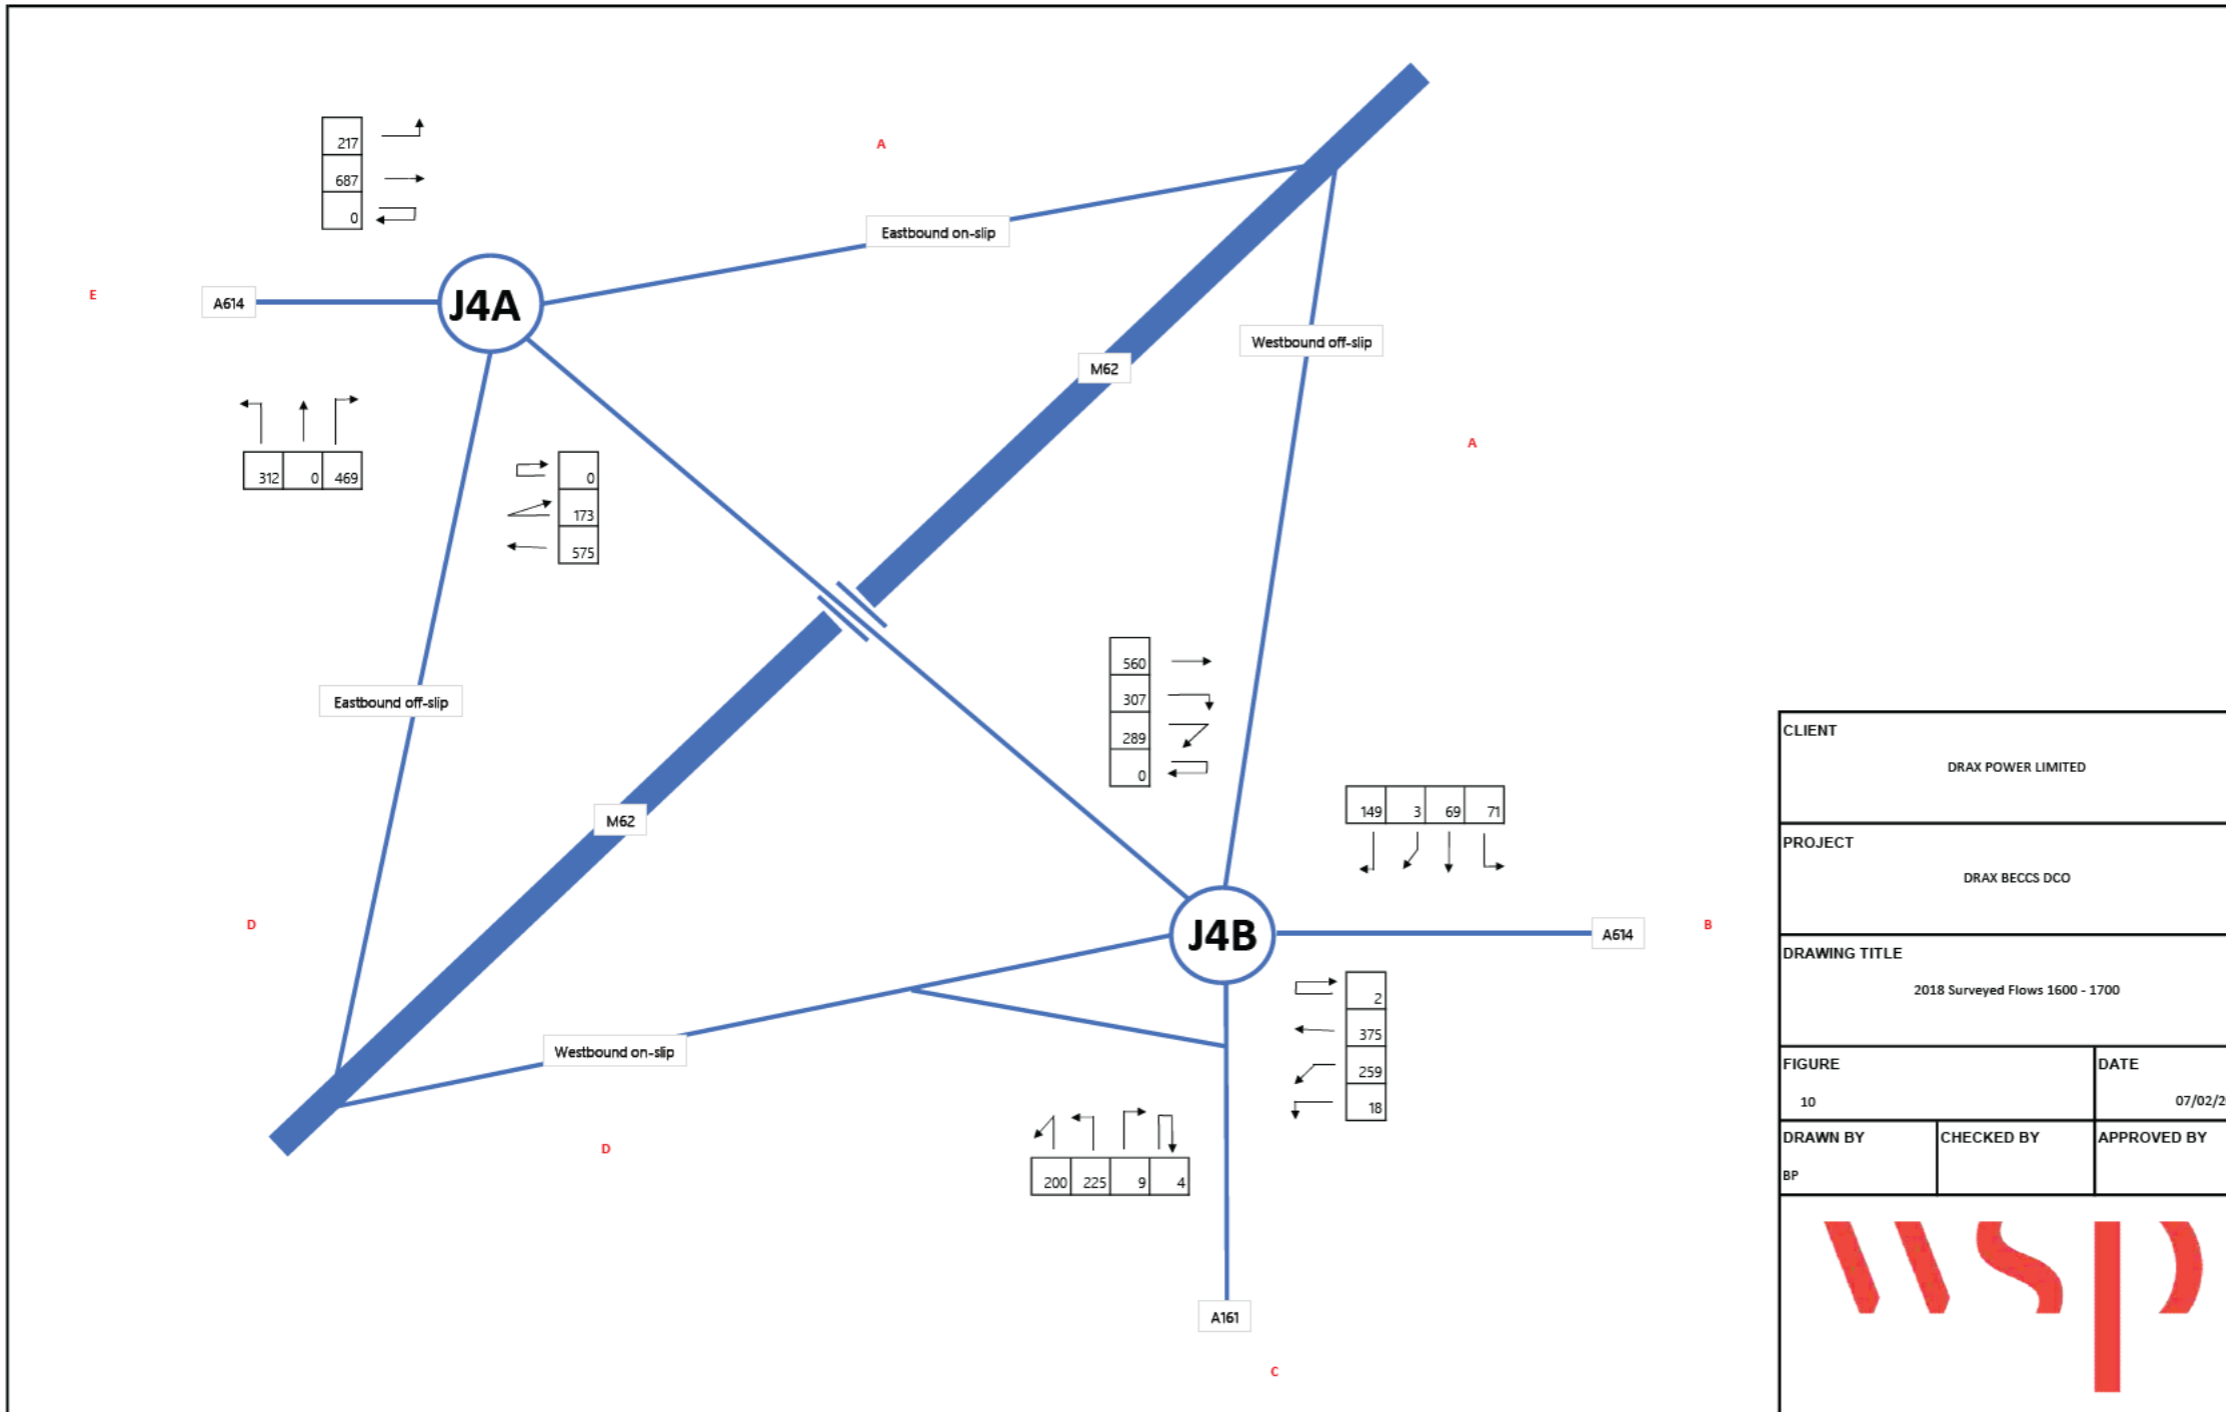 217
687
0
A
Eastbound on-slip
E
A614
J4A
Westbound off-slip
M62
A
312 0 469
0
173
575
560
307
289
0
Eastbound off-slip
149 3 69 71
M62
D
J4B
A614
B
2
375
259
18
Westbound on-slip
D
200 225 9 4
A161
C
CLIENT
DRAX POWER LIMITED
PROJECT
DRAX BECCS DCO
DRAWING TITLE
2018 Surveyed Flows 1600 - 1700
FIGURE DATE
10 07/02/2
DRAWN BY CHECKED BY APPROVED BY
BP
wsp